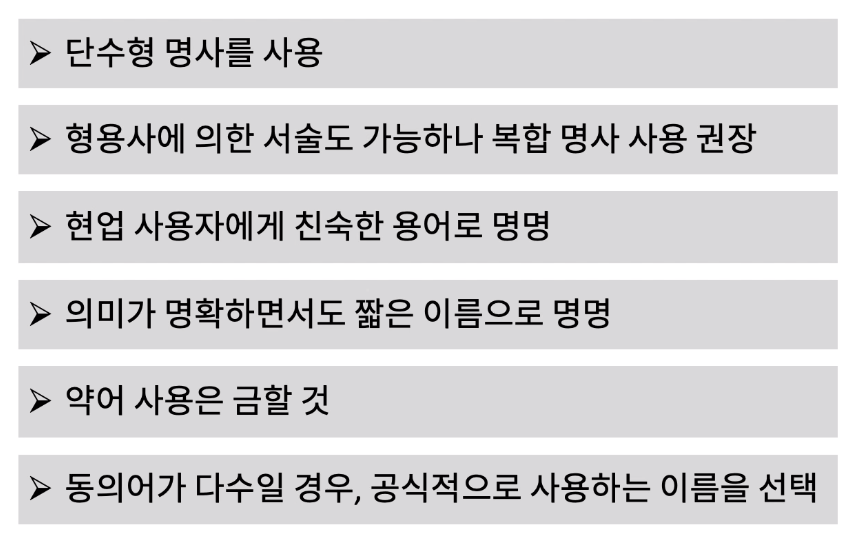 ➢ 단수형 명사를 사용
➢ 형용사에 의한 서술도 가능하나 복합 명사 사용 권장
➢ 현업 사용자에게 친숙한 용어로 명명
➢ 의미가 명확하면서도 짧은 이름으로 명명
➢ 약어 사용은 금할 것
➢ 동의어가 다수일 경우, 공식적으로 사용하는 이름을 선택